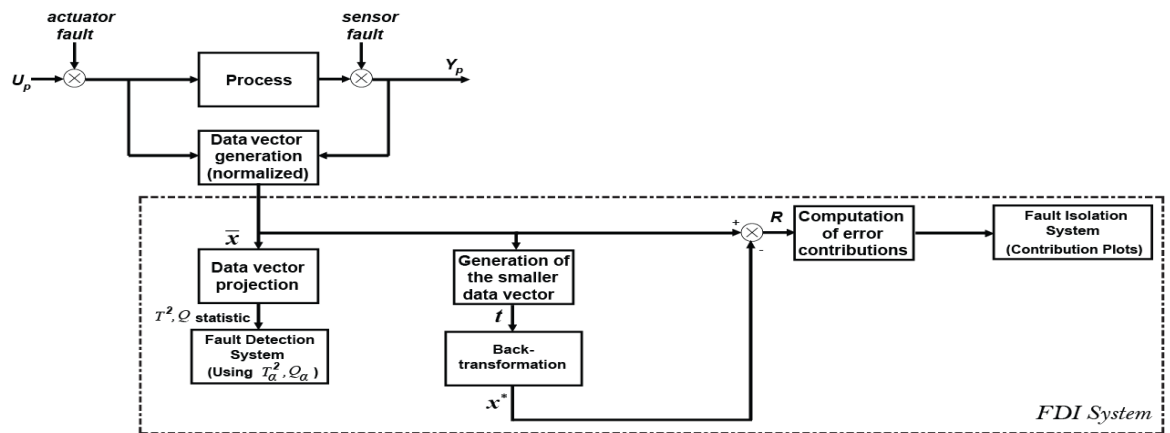 actuator
fault
sensor
fault
U_p
Process
Y_p
Data vector
generation
(normalized)
x̅
+
-
R
Computation
of error
contributions
Fault Isolation
System
(Contribution Plots)
Data vector
projection
Generation of
the smaller
data vector
T², Q statistic
t
Fault Detection
System
(Using T²_α, Q_α )
Back-
transformation
x*
FDI System